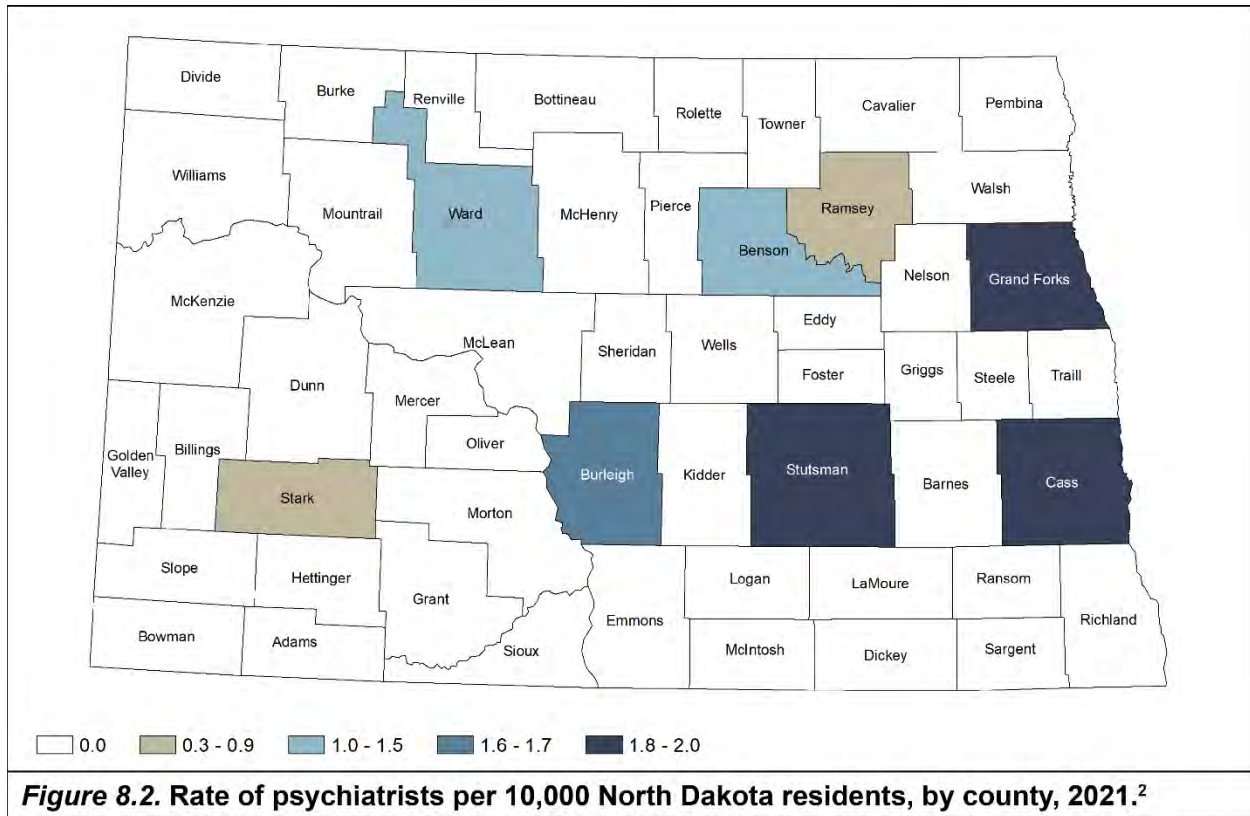 Divide
Burke
Renville
Bottineau
Rolette
Towner
Cavalier
Pembina
Williams
Mountrail
Ward
McHenry
Pierce
Benson
Ramsey
Walsh
Nelson
Grand Forks
McKenzie
McLean
Sheridan
Wells
Eddy
Foster
Griggs
Steele
Traill
Dunn
Mercer
Oliver
Golden
Valley
Billings
Stark
Morton
Burleigh
Kidder
Stutsman
Barnes
Cass
Slope
Hettinger
Grant
Sioux
Emmons
Logan
LaMoure
Ransom
Richland
Bowman
Adams
McIntosh
Dickey
Sargent
0.0
0.3 - 0.9
1.0 - 1.5
1.6 - 1.7
1.8 - 2.0
Figure 8.2. Rate of psychiatrists per 10,000 North Dakota residents, by county, 2021.²